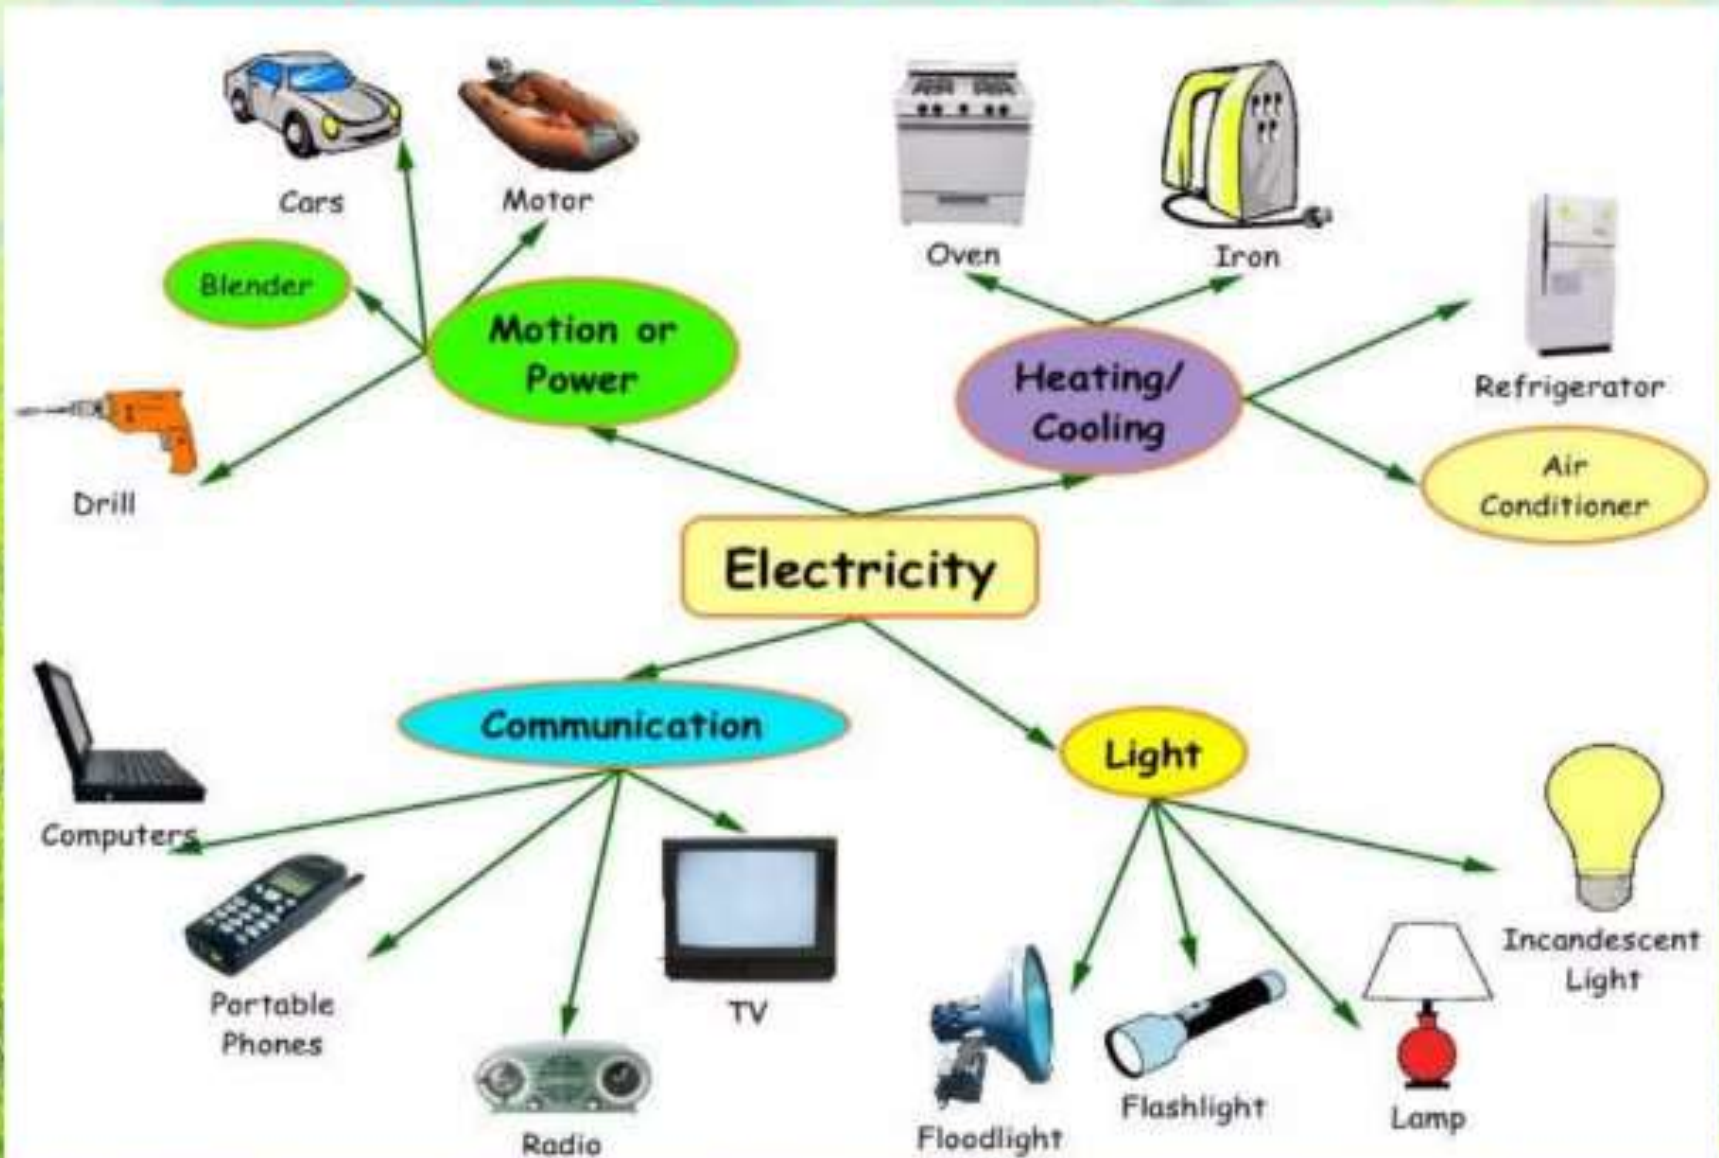 Cars
Motor
Blender
Motion or
Power
Drill
Oven
Iron
Heating/
Cooling
Refrigerator
Air
Conditioner
Electricity
Communication
Computers
Portable
Phones
Radio
TV
Light
Floodlight
Flashlight
Lamp
Incandescent
Light